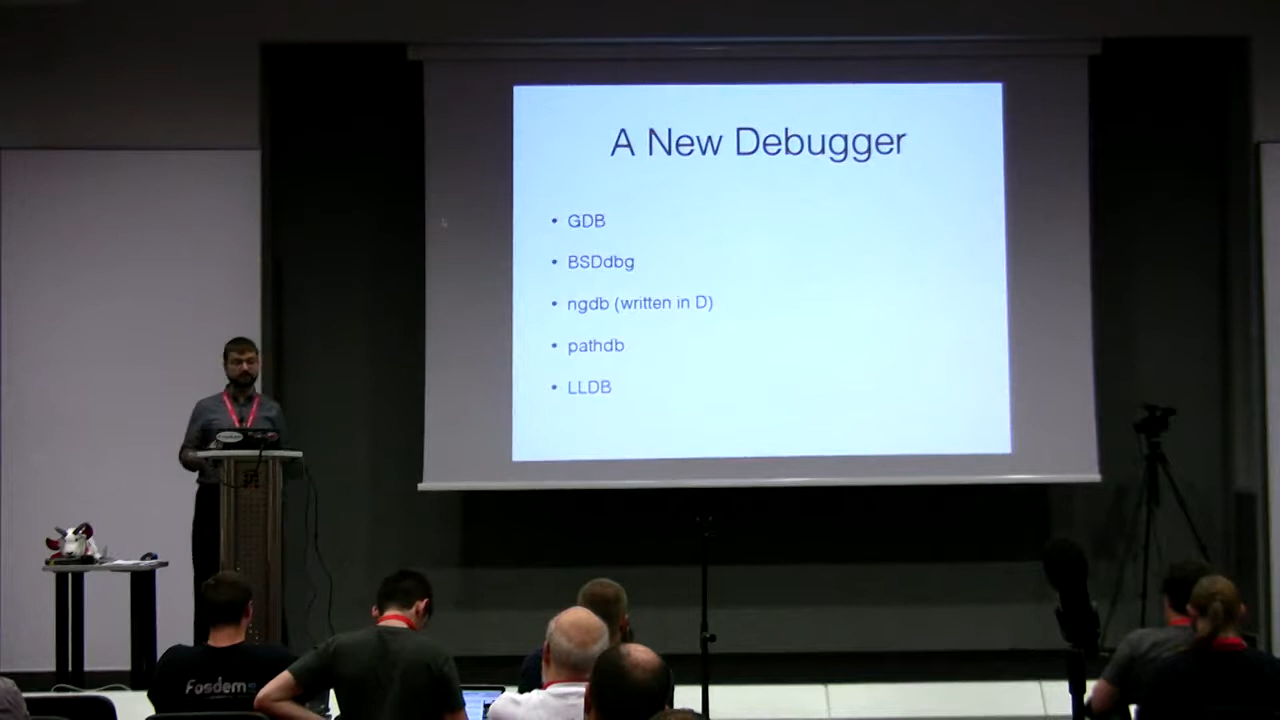 A New Debugger
• GDB
• BSDdbg
• ngdb (written in D)
• pathdb
• LLDB
Fosdem